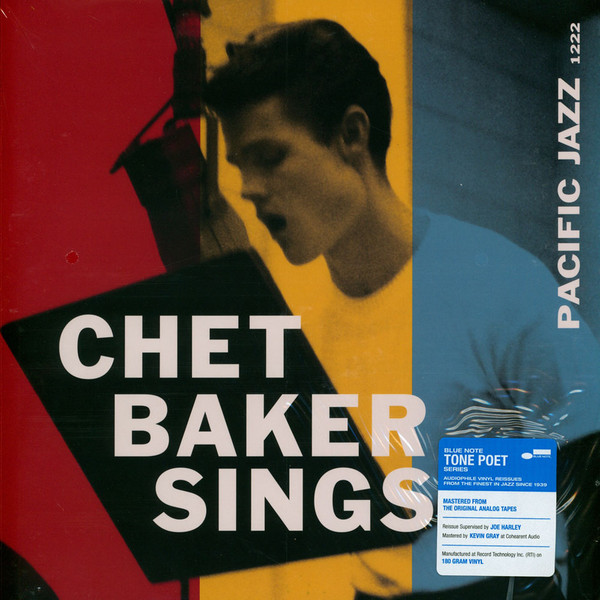 CHET
BAKER
SINGS
PACIFIC JAZZ 1222
BLUE NOTE
TONE POET
SERIES
BLUE NOTE
AUDIOPHILE VINYL REISSUES
FROM THE FINEST IN JAZZ SINCE 1939
MASTERED FROM
THE ORIGINAL ANALOG TAPES
Reissue Supervised by JOE HARLEY
Mastered by KEVIN GRAY at Cohearent Audio
Manufactured at Record Technology Inc. (RTI) on
180 GRAM VINYL